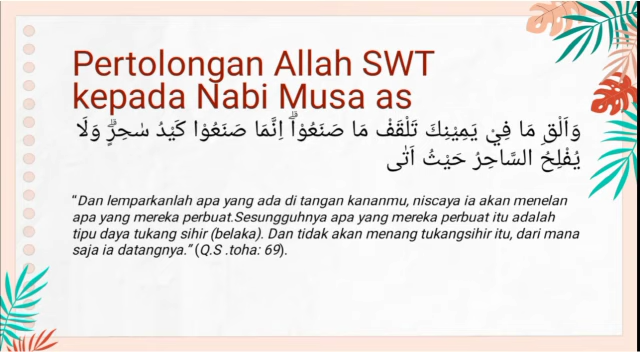 Pertolongan Allah SWT
kepada Nabi Musa as
وَاَلْقِ مَا فِيْ يَمِيْنِكَ تَلْقَفْ مَا صَنَعُوْاۗ اِنَّمَا صَنَعُوْا كَيْدُ سٰحِرٍۗ وَلَا
يُفْلِحُ السَّاحِرُ حَيْثُ اَتٰى
“Dan lemparkanlah apa yang ada di tangan kananmu, niscaya ia akan menelan
apa yang mereka perbuat.Sesungguhnya apa yang mereka perbuat itu adalah
tipu daya tukang sihir (belaka). Dan tidak akan menang tukangsihir itu, dari mana
saja ia datangnya.” (Q.S .toha: 69).